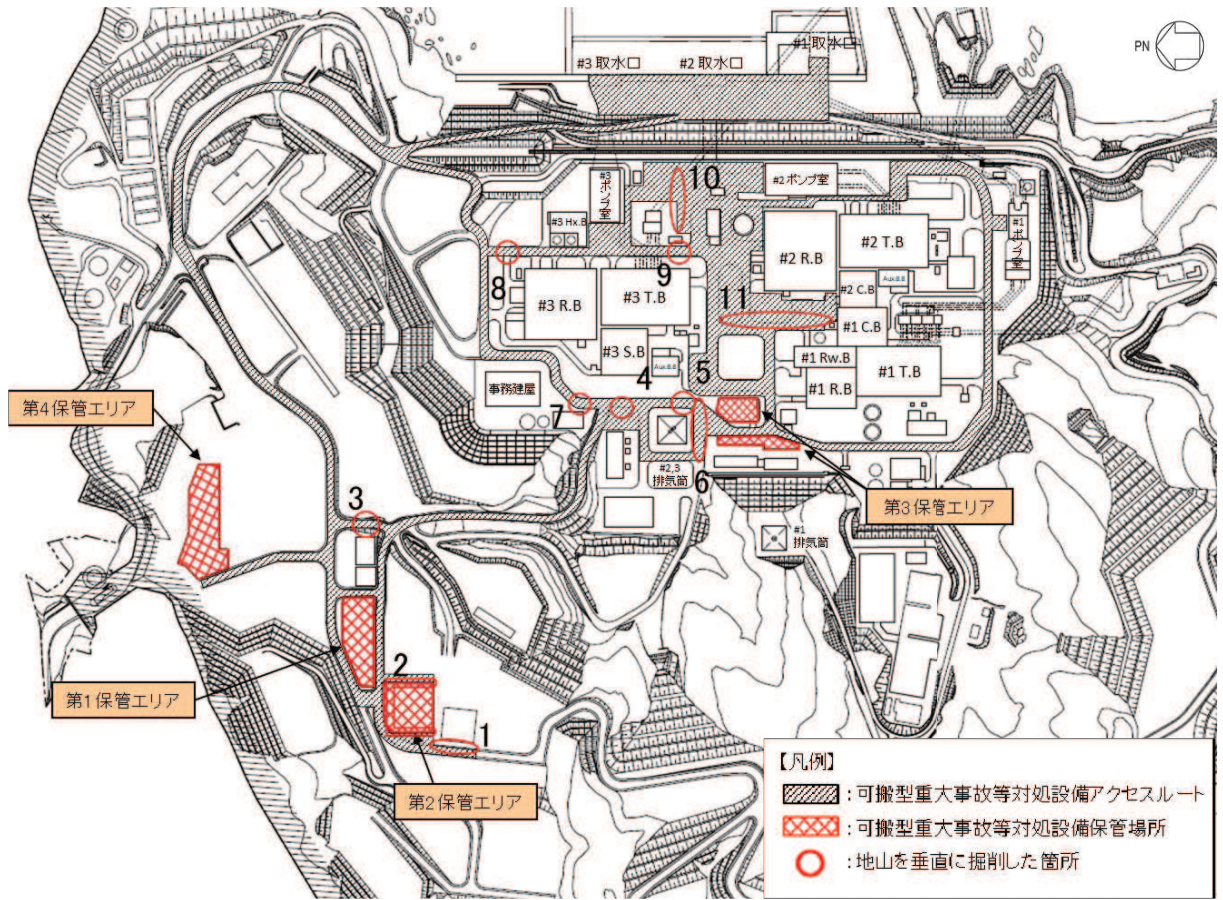 #1取水口
#3取水口
#2取水口
PN
#3
ポンプ室
10
#2ポンプ室
#3 Hx.B
#1
ポンプ室
#2 T.B
#2 R.B
8
9
#3 R.B
#3 T.B
#2 C.B
Aux.B.B
11
#1 C.B
#3 S.B
#1 Rw.B
#1 T.B
#1 R.B
4
Aux.B.B
5
事務建屋
7
第4保管エリア
#2,3
排気筒
6
第3保管エリア
3
#1
排気筒
2
第1保管エリア
1
第2保管エリア
【凡例】
:可搬型重大事故等対処設備アクセスルート
:可搬型重大事故等対処設備保管場所
:地山を垂直に掘削した箇所